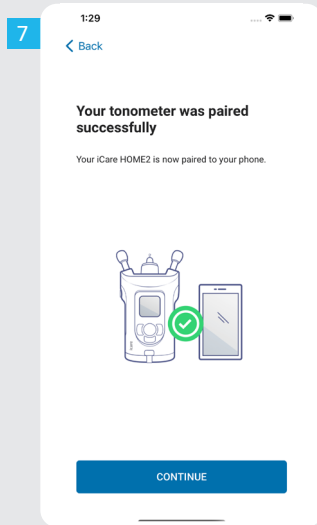 7
1:29
Back
Your tonometer was paired
successfully
Your iCare HOME2 is now paired to your phone.
CONTINUE